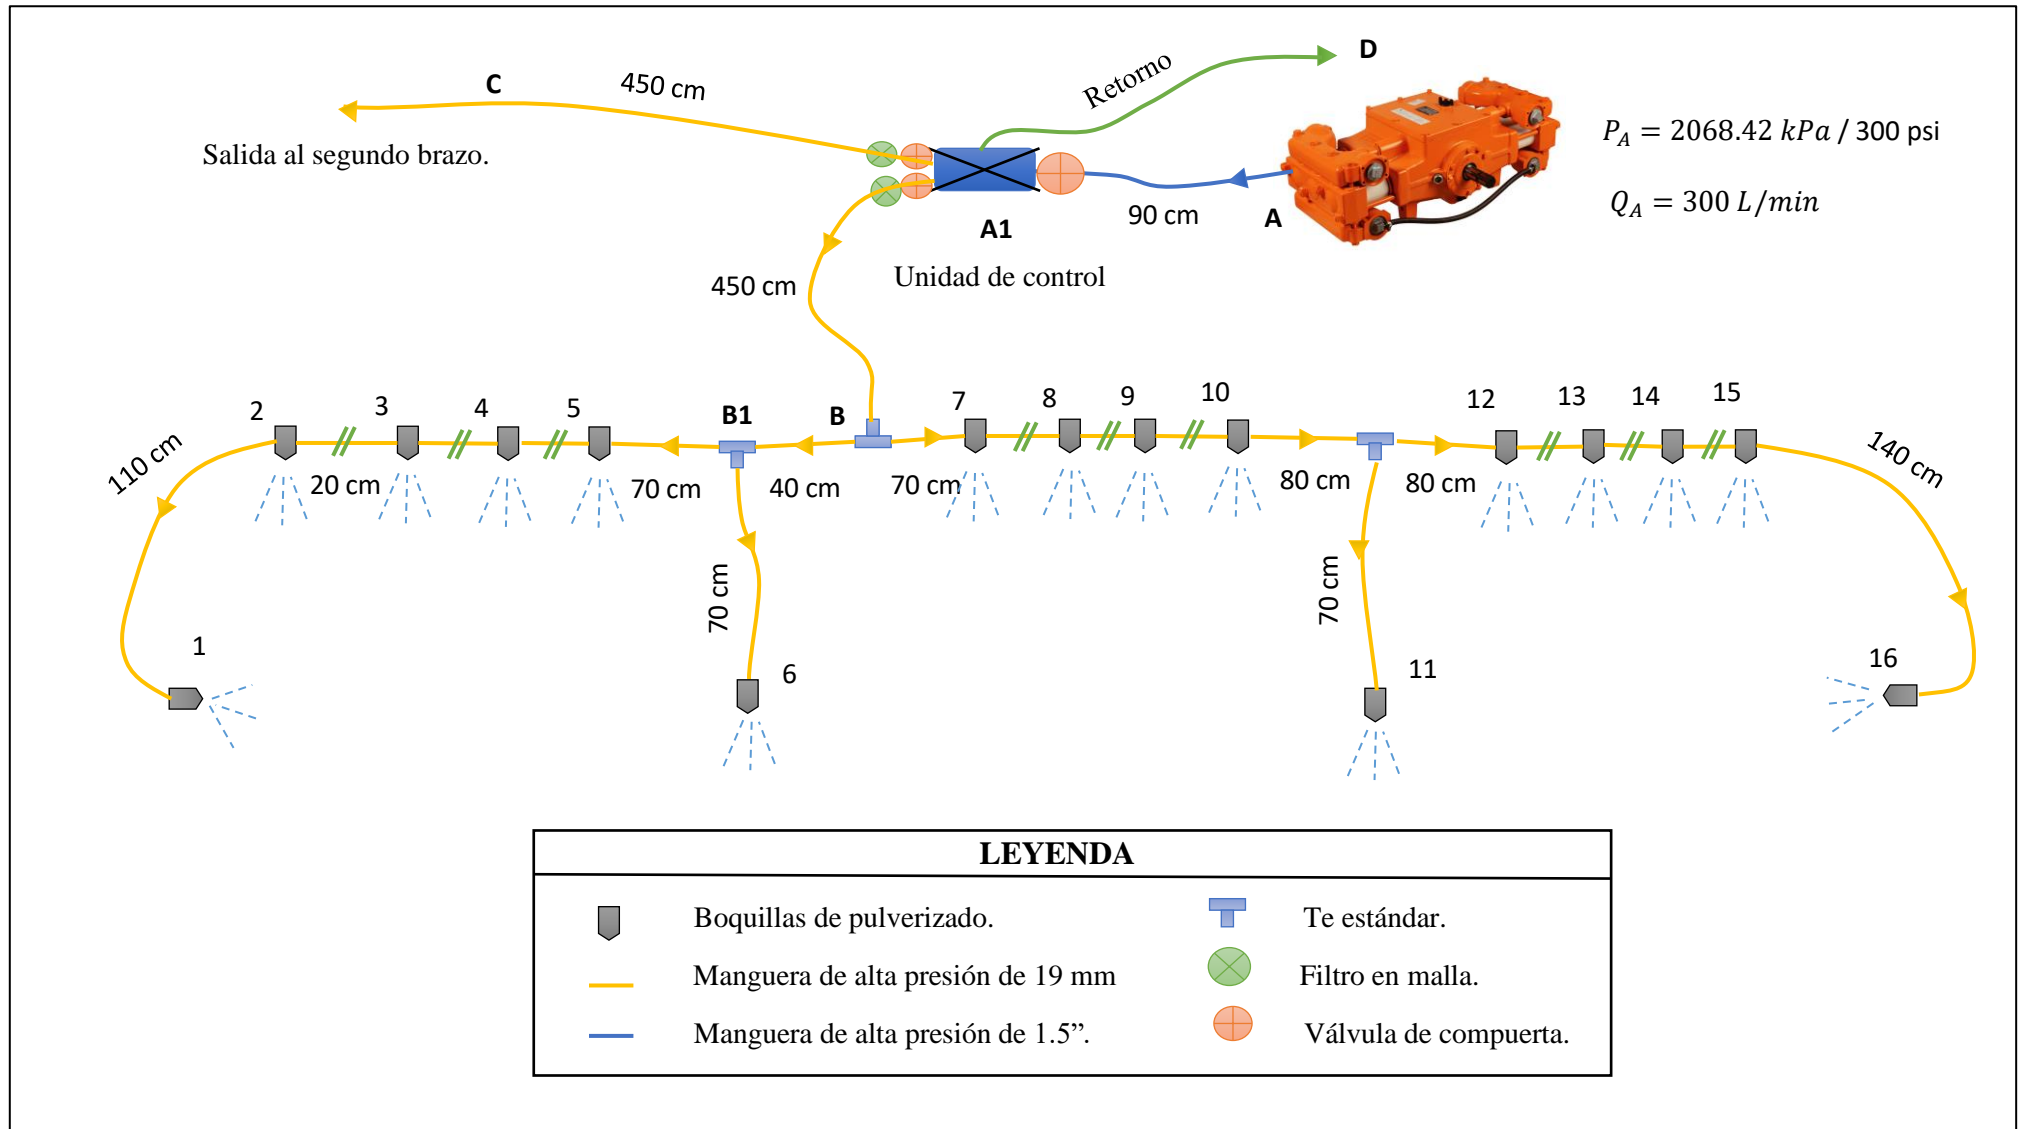 C
450 cm
Retorno
D
Salida al segundo brazo.
P_A = 2068.42 kPa / 300 psi
Q_A = 300 L/min
A1
90 cm
A
Unidad de control
450 cm
2
3
4
5
B1
B
7
8
9
10
12
13
14
15
110 cm
20 cm
70 cm
40 cm
70 cm
80 cm
80 cm
140 cm
70 cm
70 cm
1
6
11
16
LEYENDA
Boquillas de pulverizado.
Te estándar.
Manguera de alta presión de 19 mm
Filtro en malla.
Manguera de alta presión de 1.5”.
Válvula de compuerta.